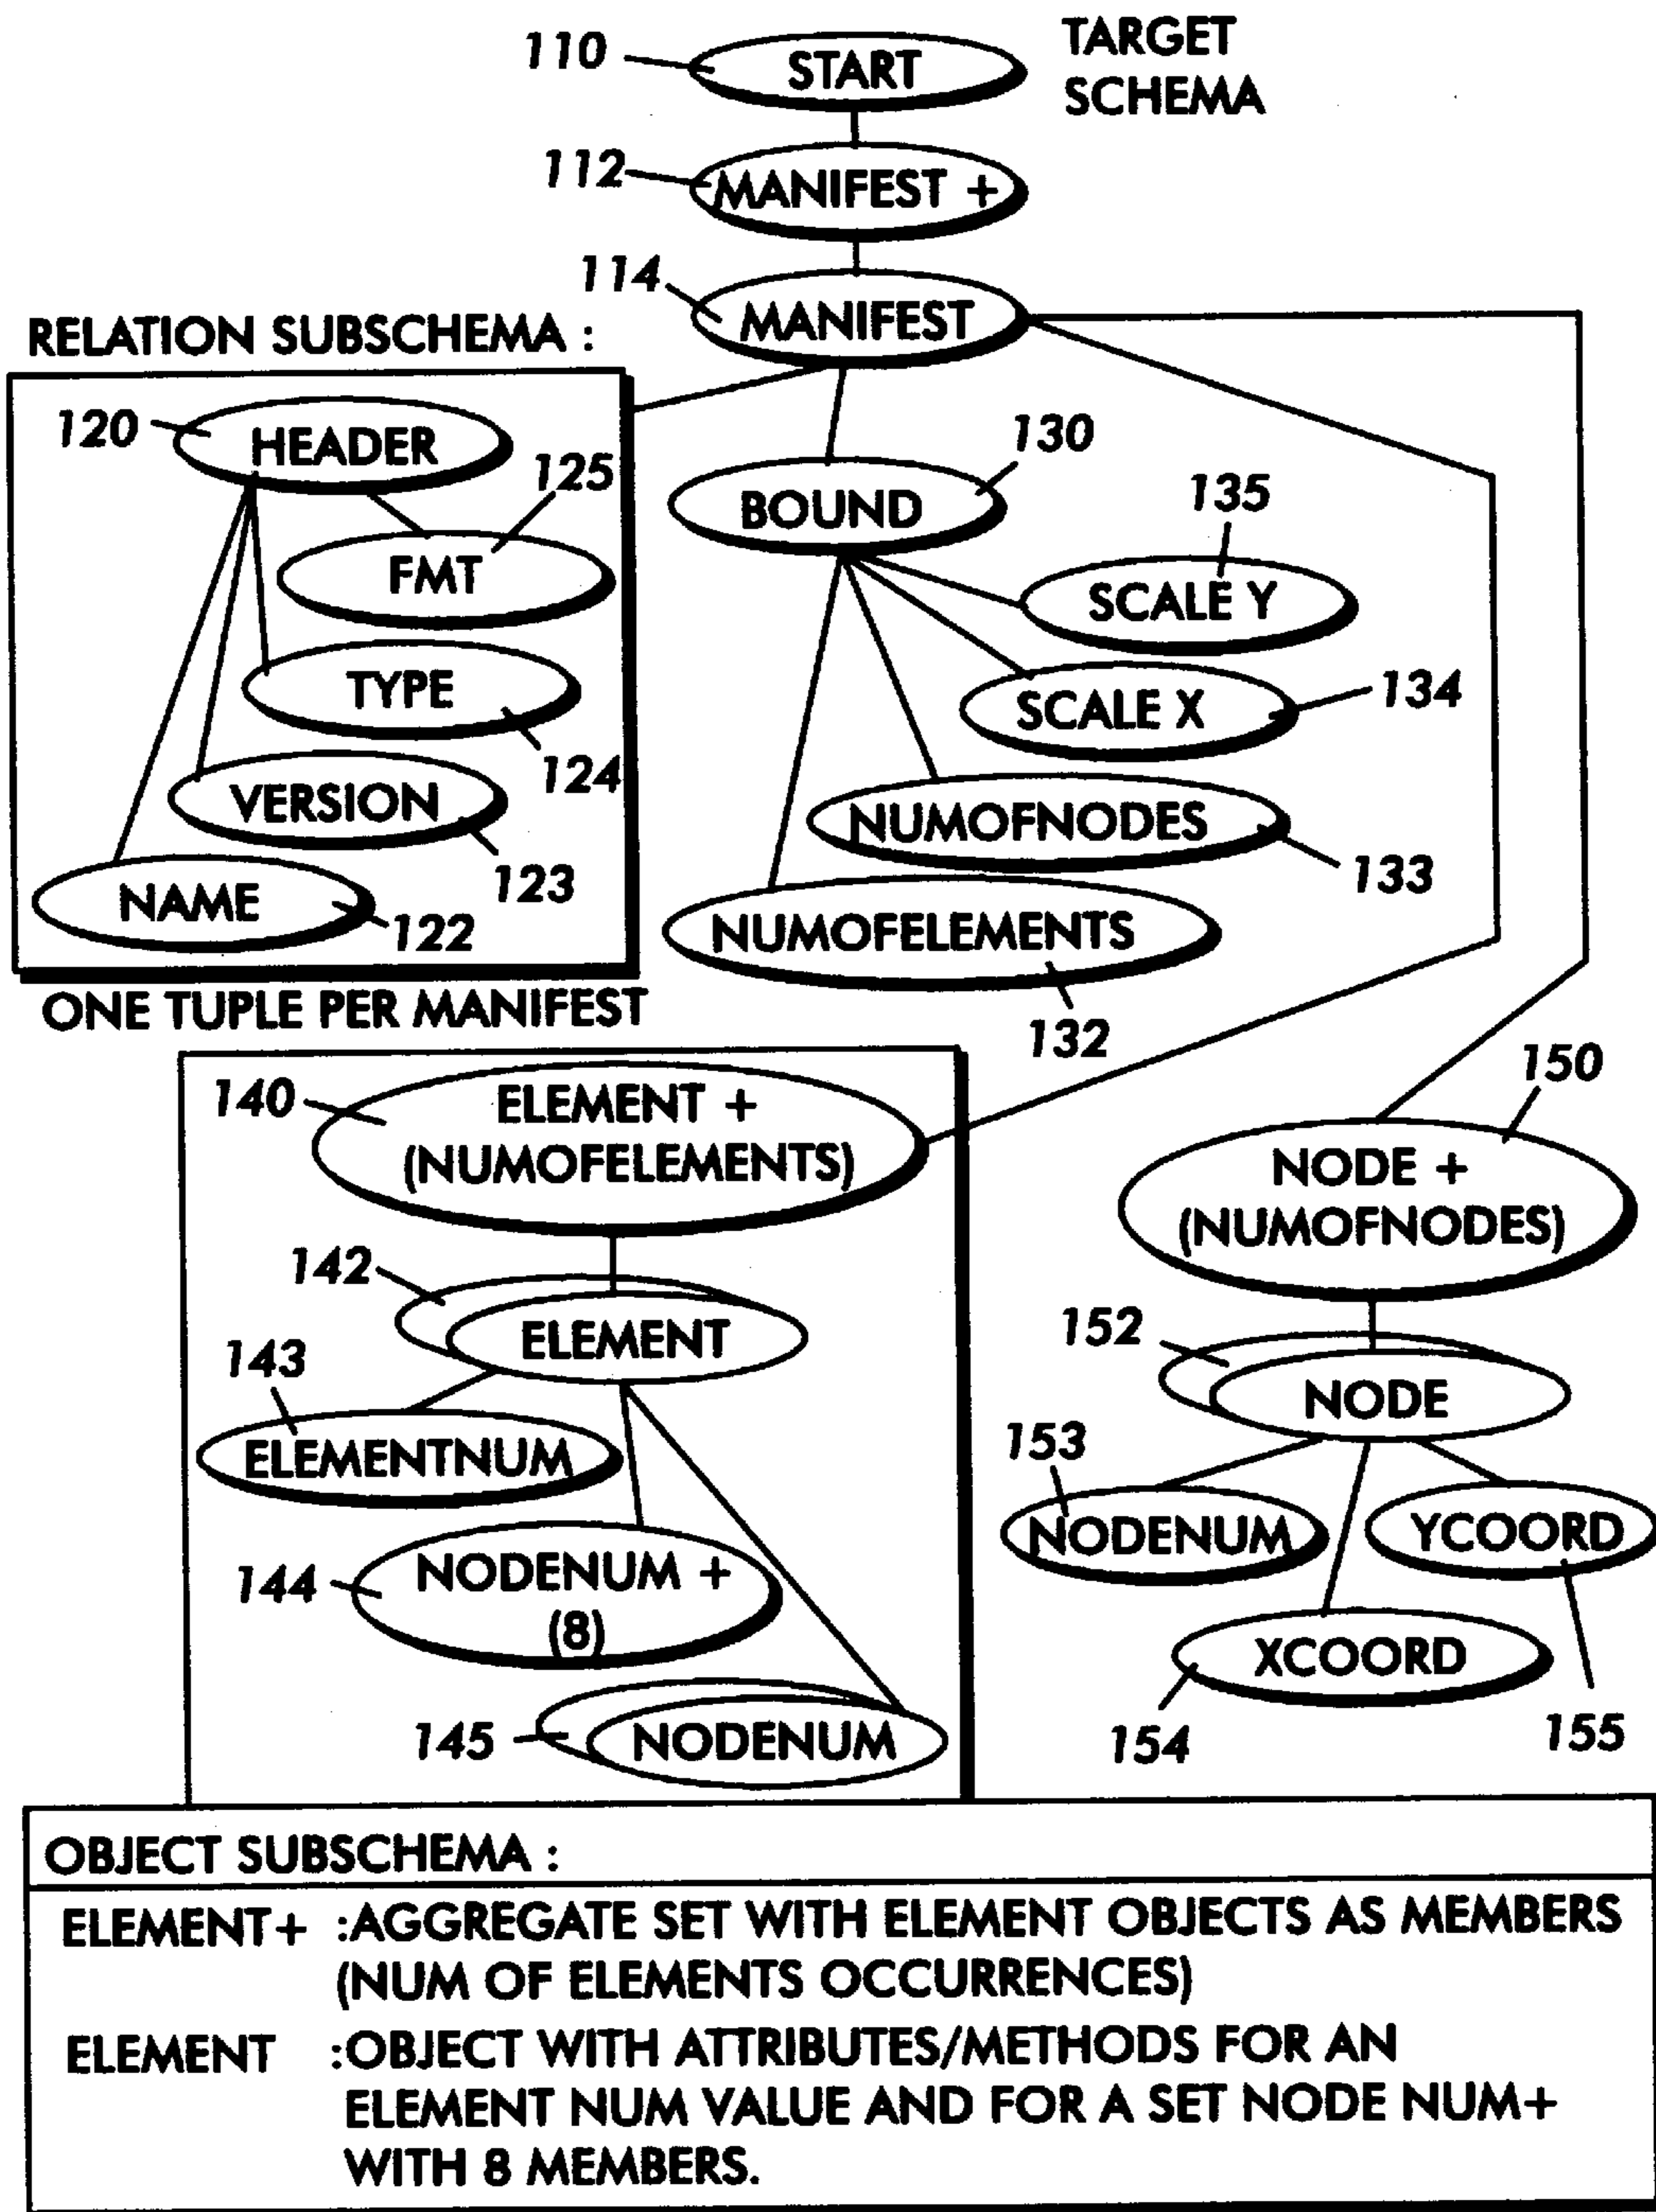 TARGET
SCHEMA
110
START
112
MANIFEST +
114
MANIFEST
RELATION SUBSCHEMA :
120
HEADER
125
FMT
TYPE
124
VERSION
123
NAME
122
ONE TUPLE PER MANIFEST
130
BOUND
135
SCALE Y
SCALE X
134
NUMOFNODES
133
NUMOFELEMENTS
132
140
ELEMENT +
(NUMOFELEMENTS)
142
ELEMENT
143
ELEMENTNUM
144
NODENUM +
(8)
145
NODENUM
150
NODE +
(NUMOFNODES)
152
NODE
153
NODENUM
YCOORD
XCOORD
154
155
OBJECT SUBSCHEMA :
ELEMENT+ :AGGREGATE SET WITH ELEMENT OBJECTS AS MEMBERS
(NUM OF ELEMENTS OCCURRENCES)
ELEMENT :OBJECT WITH ATTRIBUTES/METHODS FOR AN
ELEMENT NUM VALUE AND FOR A SET NODE NUM+
WITH 8 MEMBERS.